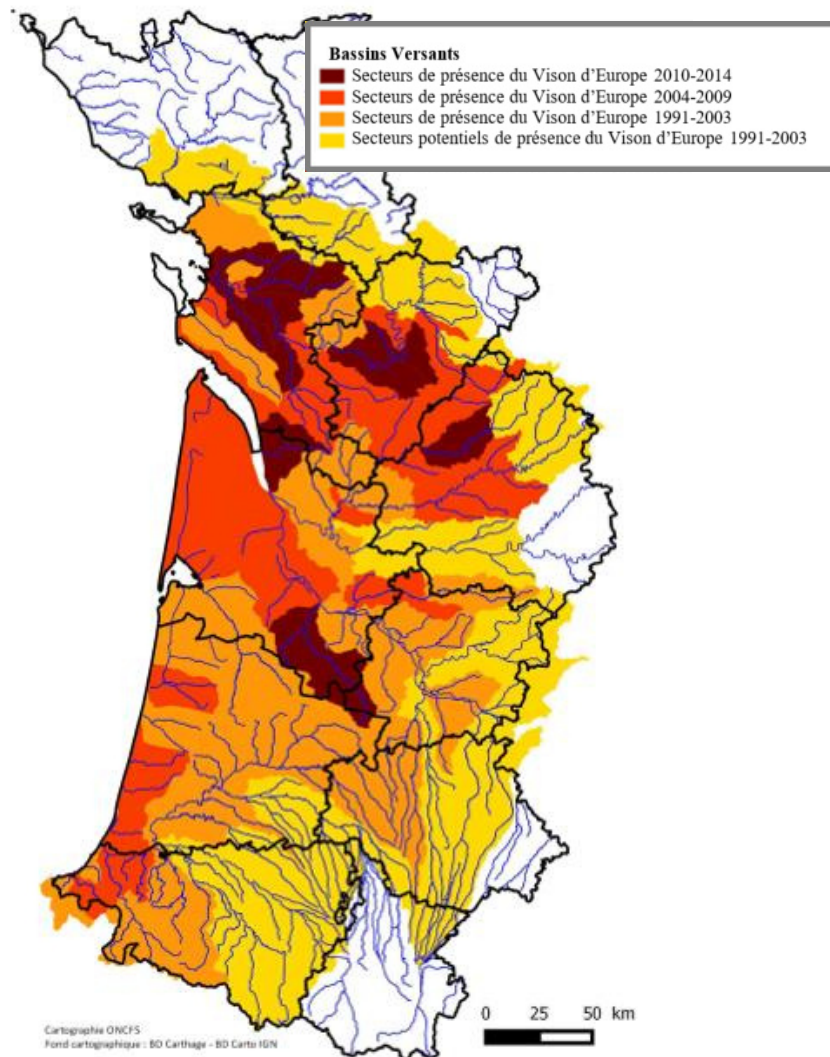 Bassins Versants
Secteurs de présence du Vison d'Europe 2010-2014
Secteurs de présence du Vison d'Europe 2004-2009
Secteurs de présence du Vison d'Europe 1991-2003
Secteurs potentiels de présence du Vison d'Europe 1991-2003
0 25 50 km
Cartographie ONCFS
Fond cartographique : BD Carthage - BD Carto IGN